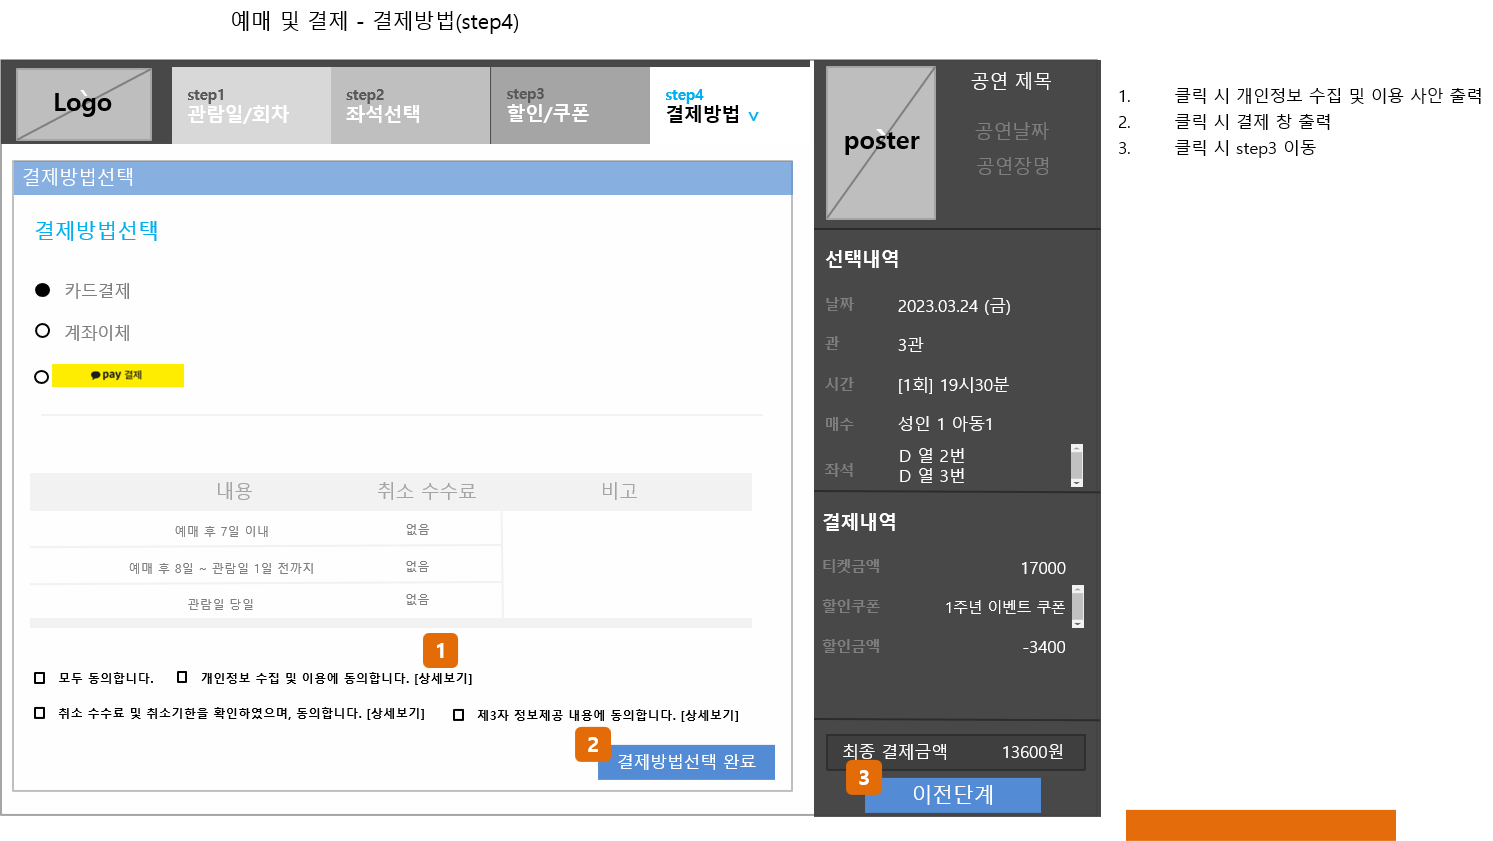 예매 및 결제 - 결제방법(step4)
Logo
step1
관람일/회차
step2
좌석선택
step3
할인/쿠폰
step4
결제방법 v
결제방법선택
결제방법선택
카드결제
계좌이체
pay 결제
내용 취소 수수료 비고
예매 후 7일 이내 없음
예매 후 8일 ~ 관람일 1일 전까지 없음
관람일 당일 없음
1
모두 동의합니다. 개인정보 수집 및 이용에 동의합니다. [상세보기]
취소 수수료 및 취소기한을 확인하였으며, 동의합니다. [상세보기] 제3자 정보제공 내용에 동의합니다. [상세보기]
2
결제방법선택 완료
poster
공연 제목
공연날짜
공연장명
선택내역
날짜 2023.03.24 (금)
관 3관
시간 [1회] 19시30분
매수 성인 1 아동1
좌석 D 열 2번
D 열 3번
결제내역
티켓금액 17000
할인쿠폰 1주년 이벤트 쿠폰
할인금액 -3400
최종 결제금액 13600원
3
이전단계
1. 클릭 시 개인정보 수집 및 이용 사안 출력
2. 클릭 시 결제 창 출력
3. 클릭 시 step3 이동